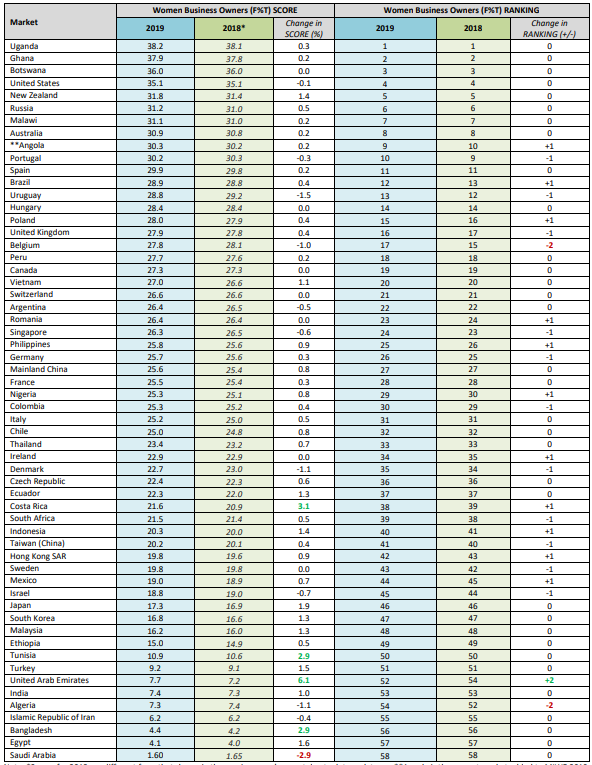 Market Women Business Owners (F%T) SCORE Women Business Owners (F%T) RANKING
2019 2018* Change in SCORE (%) 2019 2018 Change in RANKING (+/-)
Uganda 38.2 38.1 0.3 1 1 0
Ghana 37.9 37.8 0.2 2 2 0
Botswana 36.0 36.0 0.0 3 3 0
United States 35.1 35.1 -0.1 4 4 0
New Zealand 31.8 31.4 1.4 5 5 0
Russia 31.2 31.0 0.5 6 6 0
Malawi 31.1 31.0 0.2 7 7 0
Australia 30.9 30.8 0.2 8 8 0
**Angola 30.3 30.2 0.2 9 10 +1
Portugal 30.2 30.3 -0.3 10 9 -1
Spain 29.9 29.8 0.2 11 11 0
Brazil 28.9 28.8 0.4 12 13 +1
Uruguay 28.8 29.2 -1.5 13 12 -1
Hungary 28.4 28.4 0.0 14 14 0
Poland 28.0 27.9 0.4 15 16 +1
United Kingdom 27.9 27.8 0.4 16 17 -1
Belgium 27.8 28.1 -1.0 17 15 -2
Peru 27.7 27.6 0.2 18 18 0
Canada 27.3 27.3 0.0 19 19 0
Vietnam 27.0 26.6 1.1 20 20 0
Switzerland 26.6 26.6 0.0 21 21 0
Argentina 26.4 26.5 -0.5 22 22 0
Romania 26.4 26.4 0.0 23 24 +1
Singapore 26.3 26.5 -0.6 24 23 -1
Philippines 25.8 25.6 0.9 25 26 +1
Germany 25.7 25.6 0.3 26 25 -1
Mainland China 25.6 25.4 0.8 27 27 0
France 25.5 25.4 0.3 28 28 0
Nigeria 25.3 25.1 0.8 29 30 +1
Colombia 25.3 25.2 0.4 30 29 -1
Italy 25.2 25.0 0.5 31 31 0
Chile 25.0 24.8 0.8 32 32 0
Thailand 23.4 23.2 0.7 33 33 0
Ireland 22.9 22.9 0.0 34 35 +1
Denmark 22.7 23.0 -1.1 35 34 -1
Czech Republic 22.4 22.3 0.6 36 36 0
Ecuador 22.3 22.0 1.3 37 37 0
Costa Rica 21.6 20.9 3.1 38 39 +1
South Africa 21.5 21.4 0.5 39 38 -1
Indonesia 20.3 20.0 1.4 40 41 +1
Taiwan (China) 20.2 20.1 0.4 41 40 -1
Hong Kong SAR 19.8 19.6 0.9 42 43 +1
Sweden 19.8 19.8 0.0 43 42 -1
Mexico 19.0 18.9 0.7 44 45 +1
Israel 18.8 19.0 -0.7 45 44 -1
Japan 17.3 16.9 1.9 46 46 0
South Korea 16.8 16.6 1.3 47 47 0
Malaysia 16.2 16.0 1.3 48 48 0
Ethiopia 15.0 14.9 0.5 49 49 0
Tunisia 10.9 10.6 2.9 50 50 0
Turkey 9.2 9.1 1.5 51 51 0
United Arab Emirates 7.7 7.2 6.1 52 54 +2
India 7.4 7.3 1.0 53 53 0
Algeria 7.3 7.4 -1.1 54 52 -2
Islamic Republic of Iran 6.2 6.2 -0.4 55 55 0
Bangladesh 4.4 4.2 2.9 56 56 0
Egypt 4.1 4.0 1.6 57 57 0
Saudi Arabia 1.60 1.65 -2.9 58 58 0